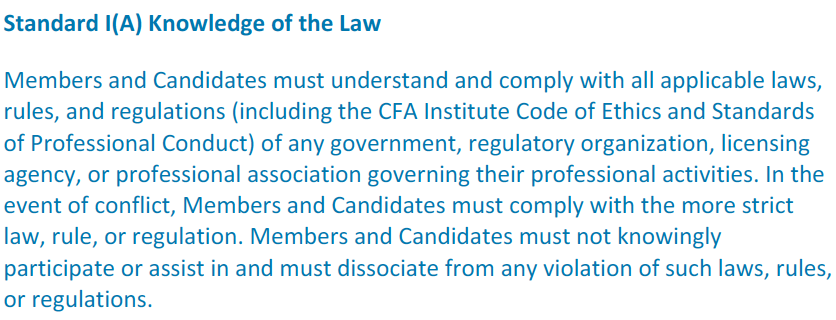 Standard I(A) Knowledge of the Law
Members and Candidates must understand and comply with all applicable laws,
rules, and regulations (including the CFA Institute Code of Ethics and Standards
of Professional Conduct) of any government, regulatory organization, licensing
agency, or professional association governing their professional activities. In the
event of conflict, Members and Candidates must comply with the more strict
law, rule, or regulation. Members and Candidates must not knowingly
participate or assist in and must dissociate from any violation of such laws, rules,
or regulations.